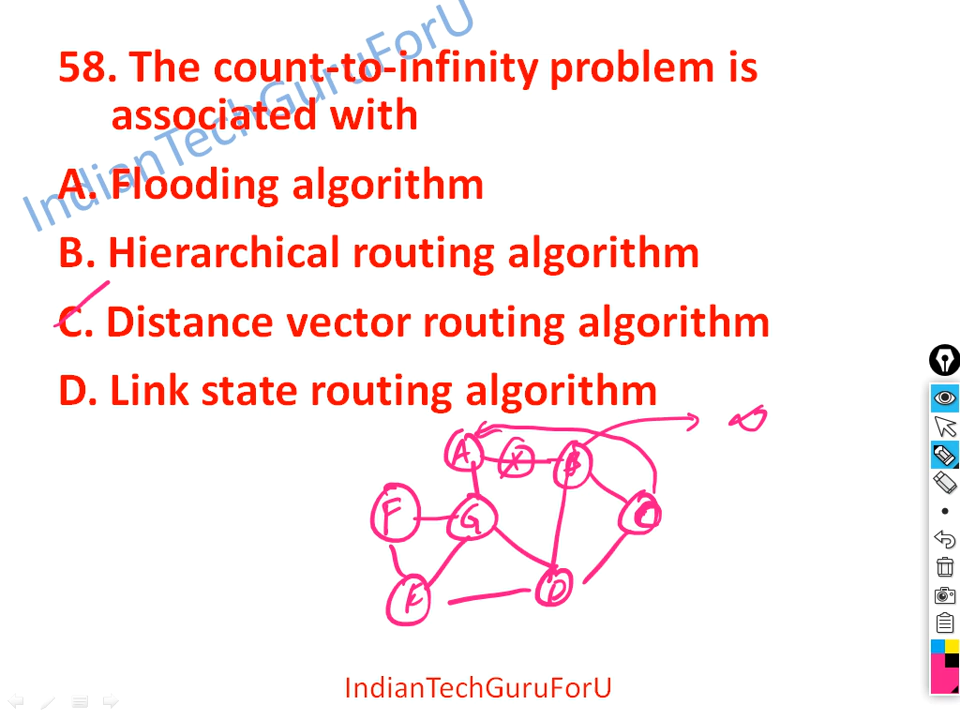 58. The count-to-infinity problem is
associated with
IndianTechGuruForU
A. Flooding algorithm
B. Hierarchical routing algorithm
C. Distance vector routing algorithm
D. Link state routing algorithm
A X B ∞
F G C
E D
IndianTechGuruForU